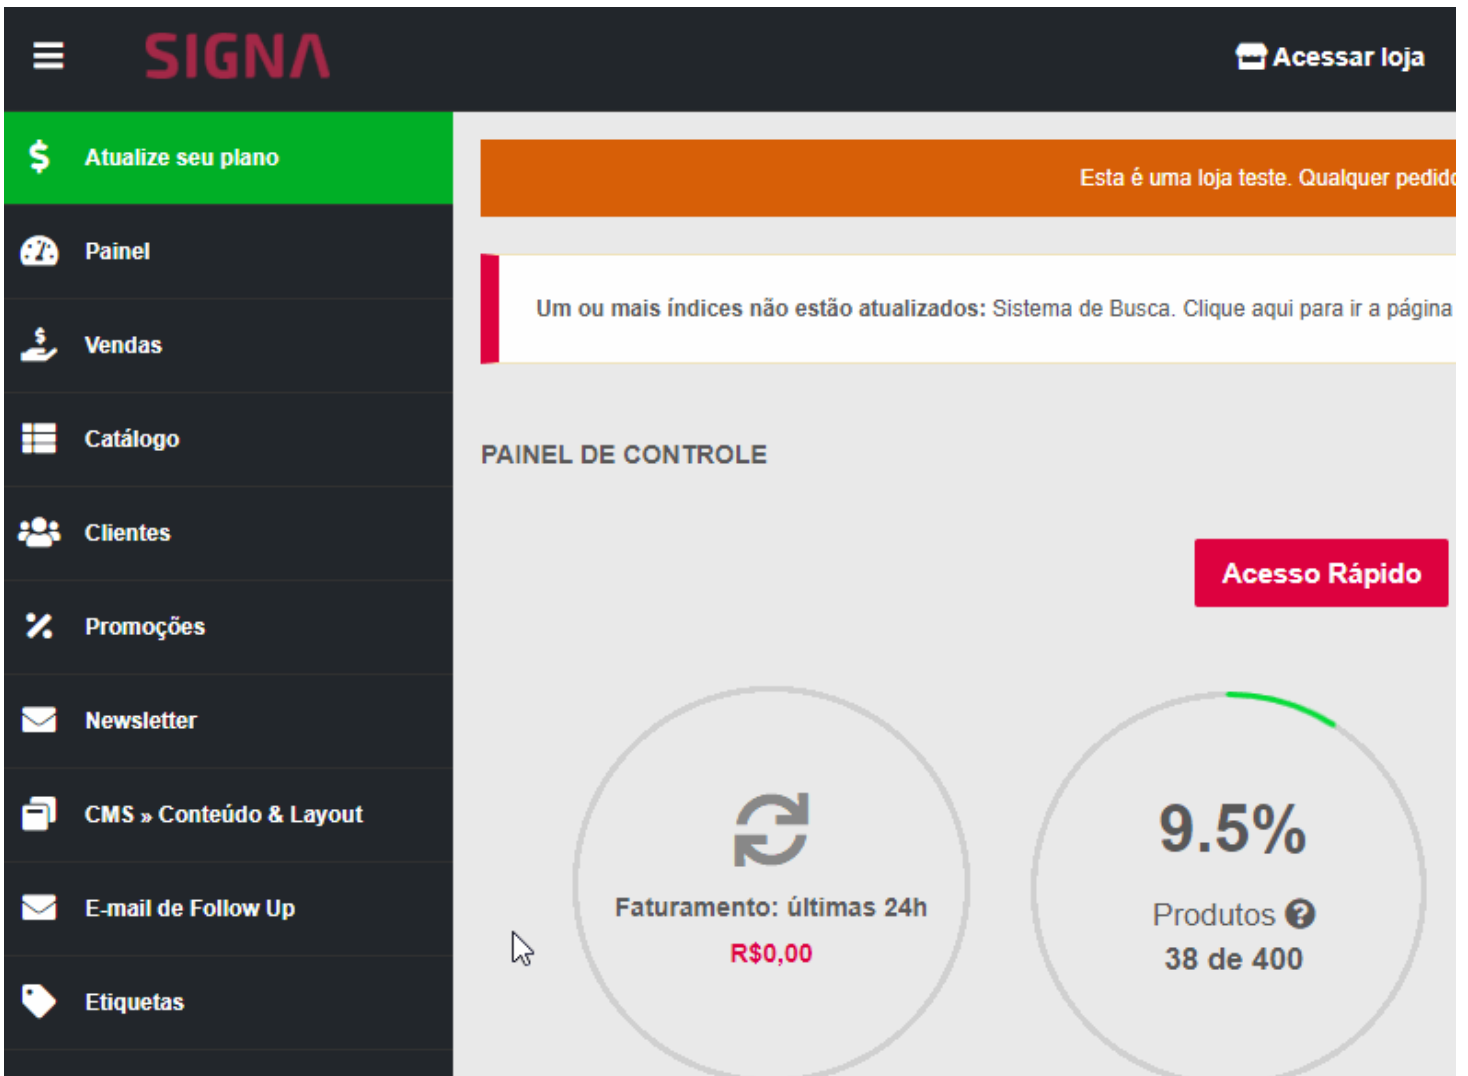 SIGNA
Acessar loja
Atualize seu plano
Painel
Vendas
Catálogo
Clientes
Promoções
Newsletter
CMS » Conteúdo & Layout
E-mail de Follow Up
Etiquetas
Esta é uma loja teste. Qualquer pedido
Um ou mais índices não estão atualizados: Sistema de Busca. Clique aqui para ir a página
PAINEL DE CONTROLE
Acesso Rápido
Faturamento: últimas 24h
R$0,00
9.5%
Produtos ?
38 de 400